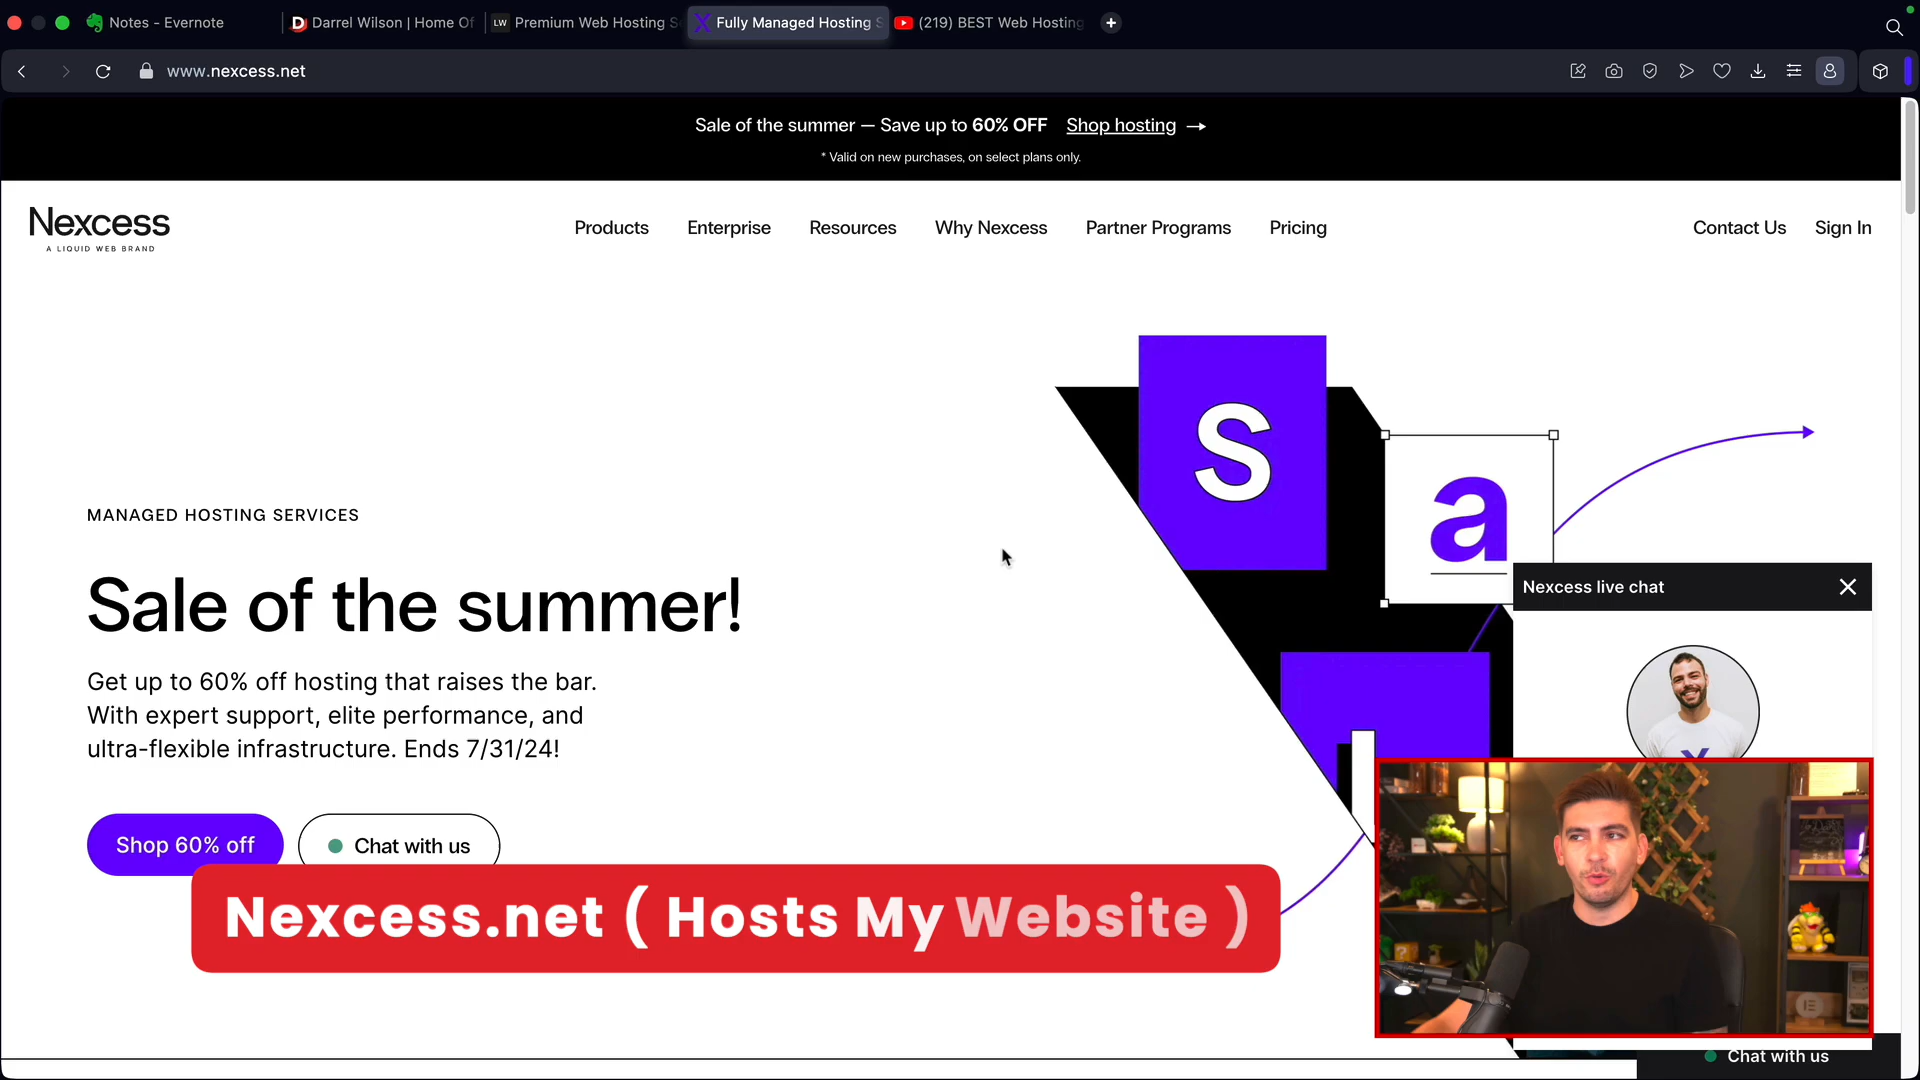 Notes - Evernote
Darrel Wilson | Home Of
Premium Web Hosting S
Fully Managed Hosting S
(219) BEST Web Hosting
www.nexcess.net
Sale of the summer — Save up to 60% OFF Shop hosting →
* Valid on new purchases, on select plans only.
Nexcess
A LIQUID WEB BRAND
Products
Enterprise
Resources
Why Nexcess
Partner Programs
Pricing
Contact Us
Sign In
S
a
Nexcess live chat
MANAGED HOSTING SERVICES
Sale of the summer!
Get up to 60% off hosting that raises the bar.
With expert support, elite performance, and
ultra-flexible infrastructure. Ends 7/31/24!
Shop 60% off
Chat with us
Nexcess.net ( Hosts My Website )
Chat with us